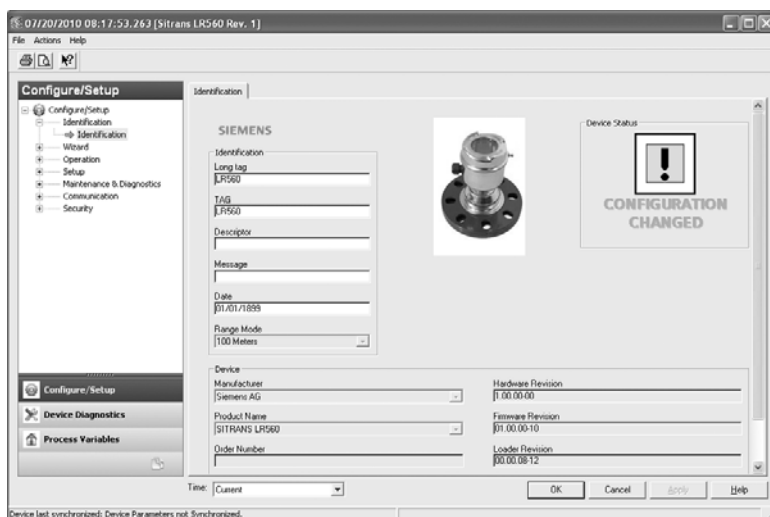 07/20/2010 08:17:53.263 [Sitrans LR560 Rev. 1]
File Actions Help
Configure/Setup
Configure/Setup
Identification
Identification
Wizard
Operation
Setup
Maintenance & Diagnostics
Communication
Security
Configure/Setup
Device Diagnostics
Process Variables
Identification
SIEMENS
Identification
Long tag
LR560
TAG
LR560
Descriptor
Message
Date
01/01/1899
Range Mode
100 Meters
Device Status
!
CONFIGURATION
CHANGED
Device
Manufacturer
Siemens AG
Product Name
SITRANS LR560
Order Number
Hardware Revision
1.00.00-00
Firmware Revision
01.00.00-10
Loader Revision
00.00.08-12
Time: Current
OK Cancel Apply Help
Device last synchronized: Device Parameters not Synchronized.